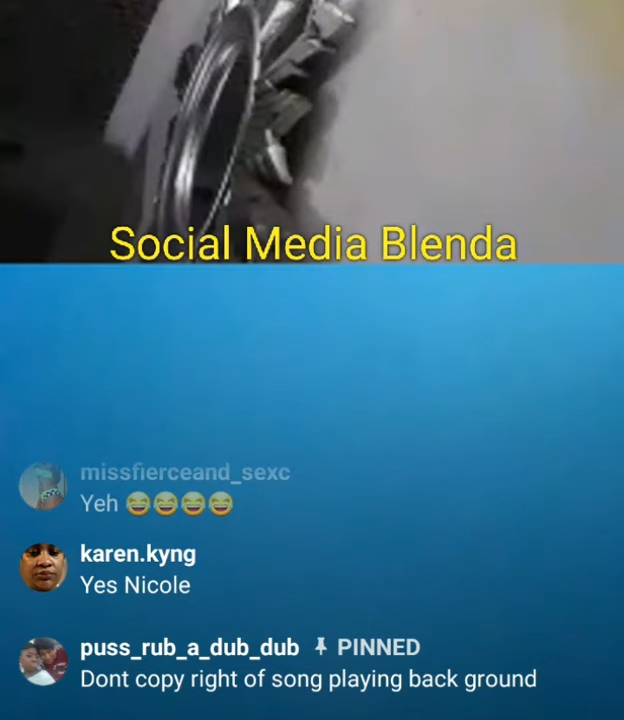 Social Media Blenda
missfierceand_sexc
Yeh 😂😂😂😂
karen.kyng
Yes Nicole
puss_rub_a_dub_dub PINNED
Dont copy right of song playing back ground